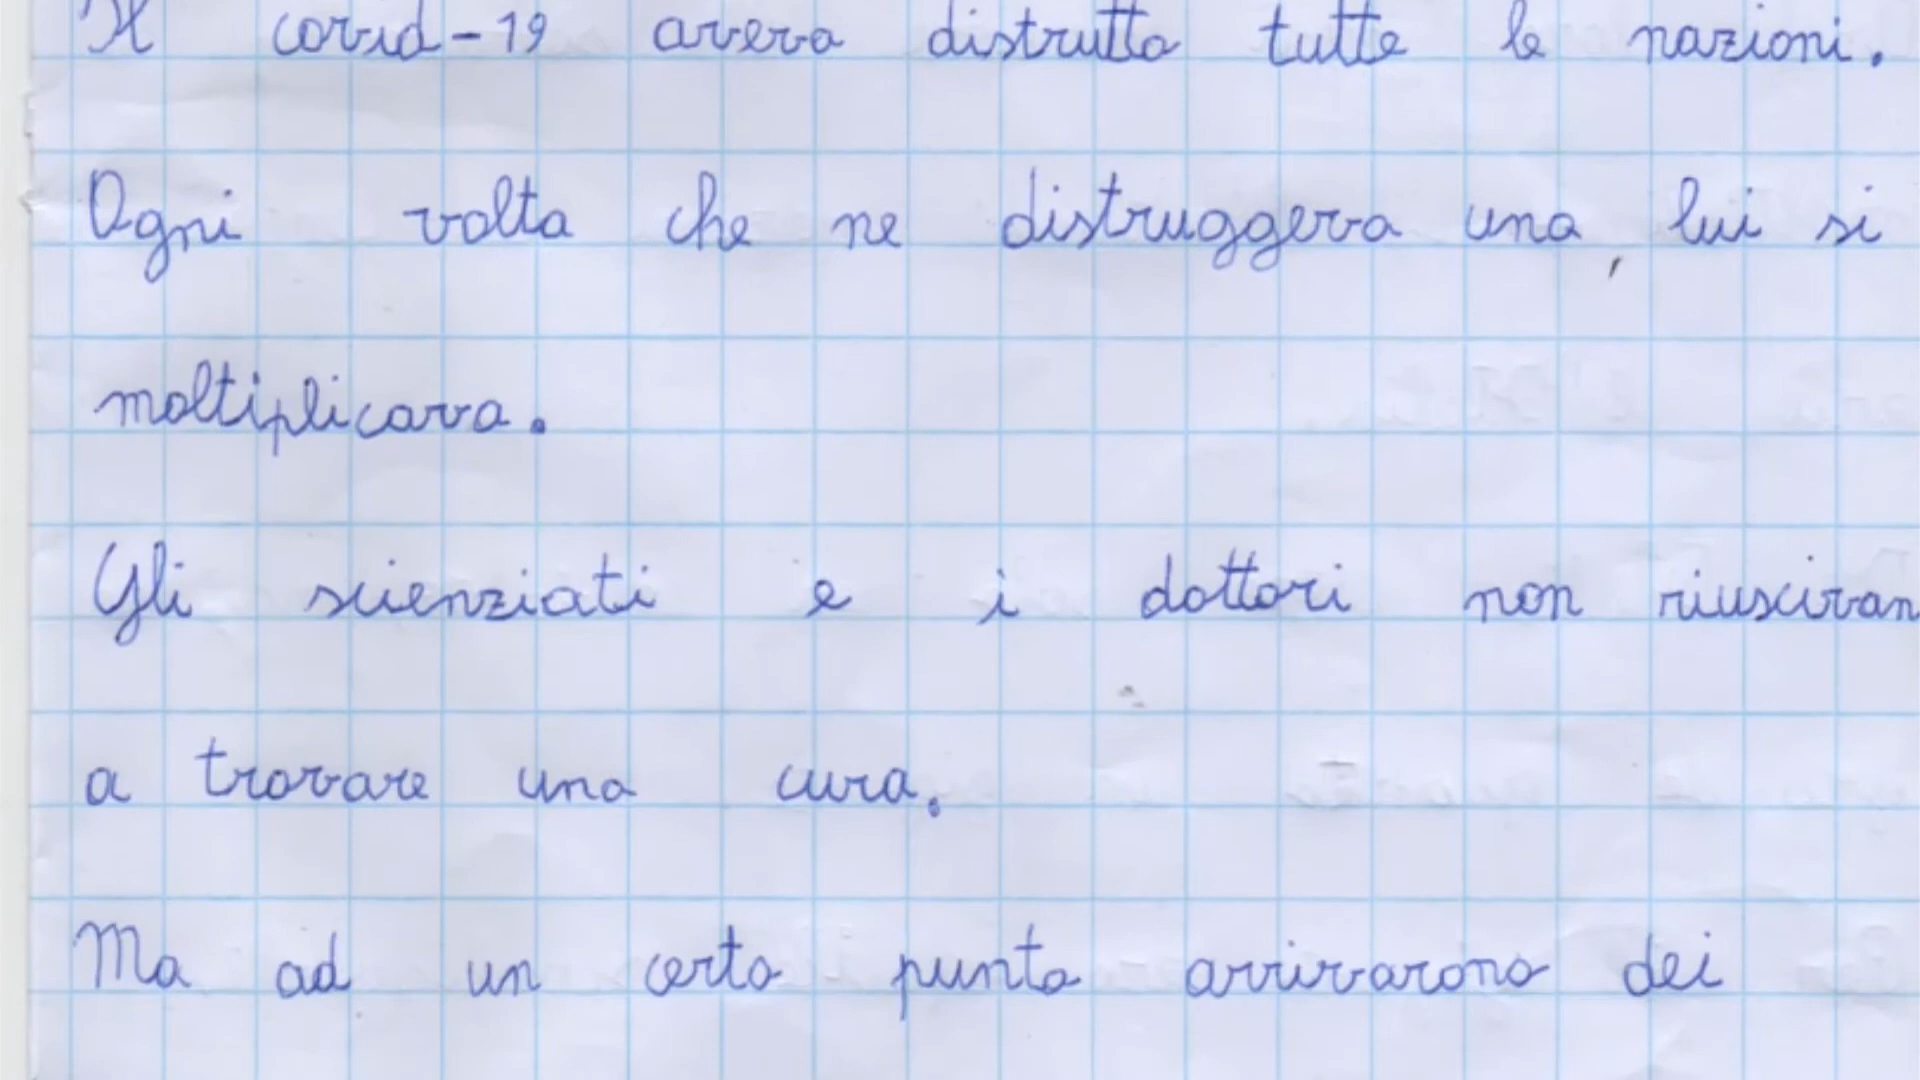 Il covid-19 aveva distrutto tutte le nazioni.
Ogni volta che ne distruggeva una, lui si
moltiplicava.
Gli scienziati e i dottori non riuscivan
a trovare una cura.
Ma ad un certo punto arrivarono dei